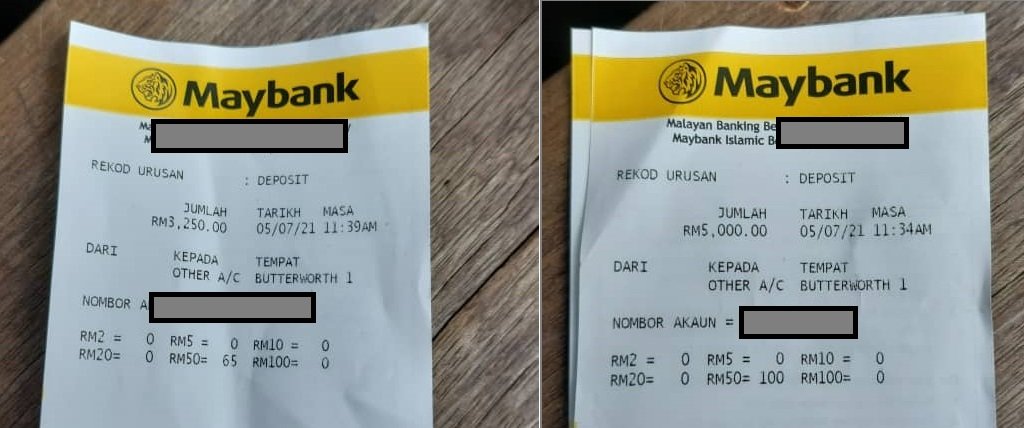 Maybank
REKOD URUSAN : DEPOSIT
JUMLAH TARIKH MASA
RM3,250.00 05/07/21 11:39AM
DARI KEPADA TEMPAT
OTHER A/C BUTTERWORTH 1
NOMBOR
RM2 = 0 RM5 = 0 RM10 = 0
RM20= 0 RM50= 65 RM100= 0
Maybank
Malayan Banking
Maybank Islamic
REKOD URUSAN : DEPOSIT
JUMLAH TARIKH MASA
RM5,000.00 05/07/21 11:34AM
DARI KEPADA TEMPAT
OTHER A/C BUTTERWORTH 1
NOMBOR AKAUN =
RM2 = 0 RM5 = 0 RM10 = 0
RM20= 0 RM50= 100 RM100= 0